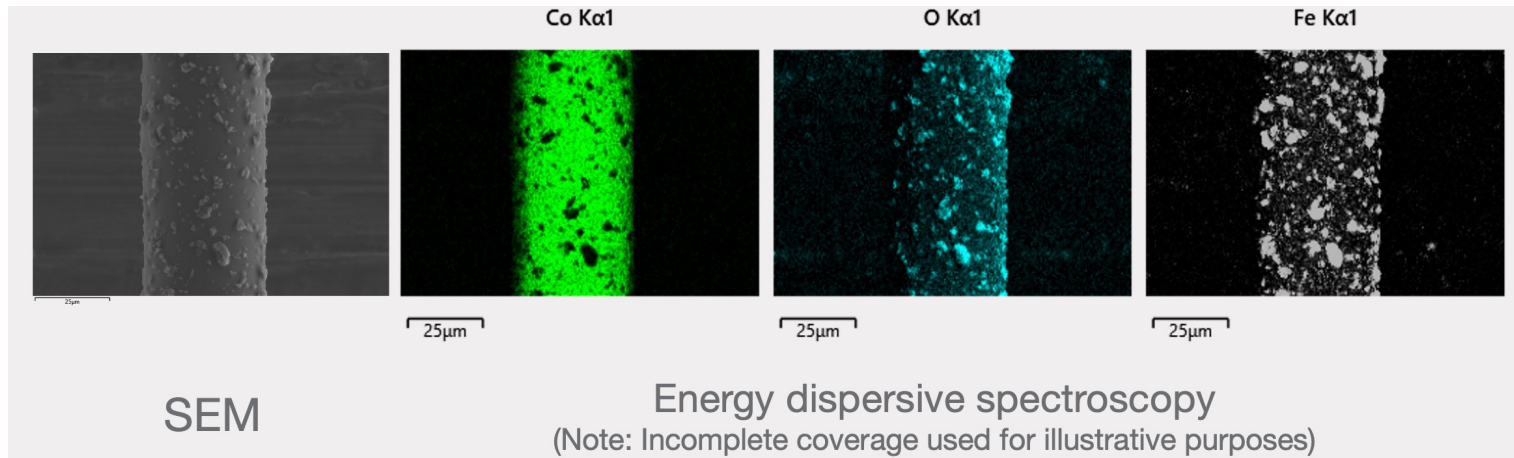 Co Kα1
O Kα1
Fe Kα1
25µm
25µm
25µm
25µm
SEM
Energy dispersive spectroscopy
(Note: Incomplete coverage used for illustrative purposes)